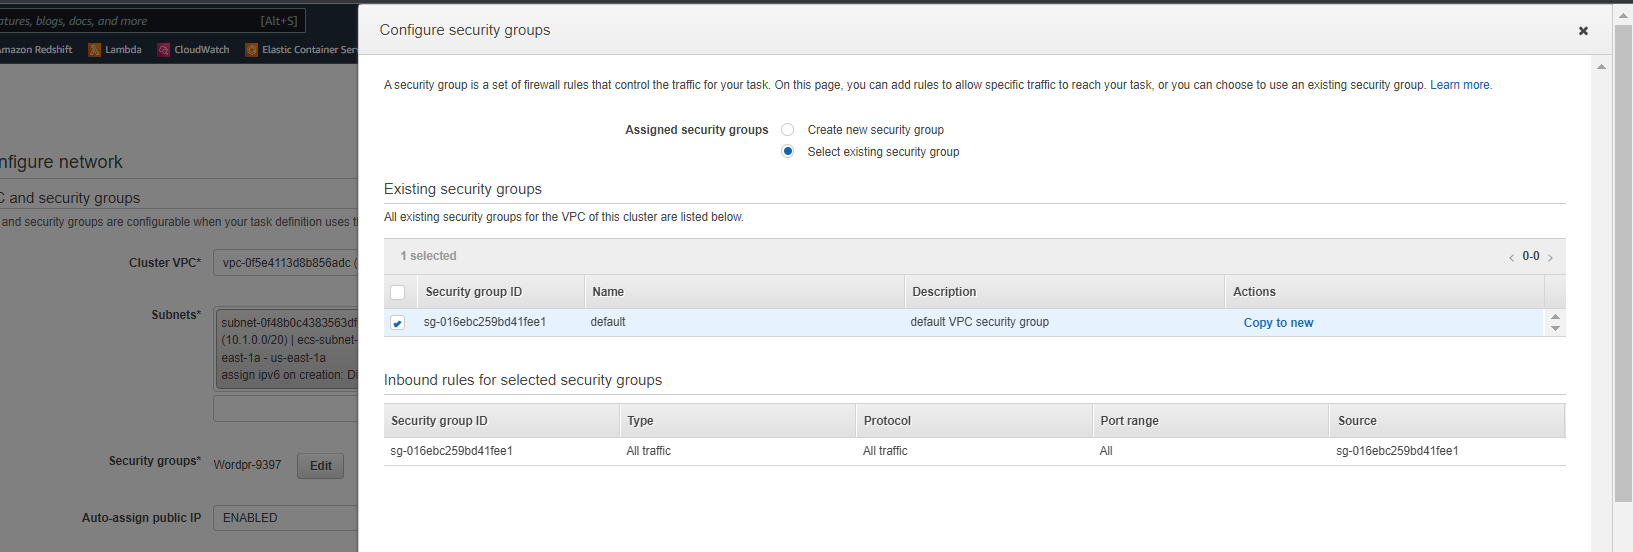 atures, blogs, docs, and more [Alt+S]
Amazon Redshift Lambda CloudWatch Elastic Container Ser
nfigure network
C and security groups
and security groups are configurable when your task definition uses t
Cluster VPC* vpc-0f5e4113d8b856adc (
Subnets* subnet-0f48b0c4383563df
(10.1.0.0/20) | ecs-subnet-
east-1a - us-east-1a
assign ipv6 on creation: Di
Security groups* Wordpr-9397 Edit
Auto-assign public IP ENABLED
Configure security groups
A security group is a set of firewall rules that control the traffic for your task. On this page, you can add rules to allow specific traffic to reach your task, or you can choose to use an existing security group. Learn more.
Assigned security groups Create new security group
Select existing security group
Existing security groups
All existing security groups for the VPC of this cluster are listed below.
1 selected 0-0
Security group ID Name Description Actions
sg-016ebc259bd41fee1 default default VPC security group Copy to new
Inbound rules for selected security groups
Security group ID Type Protocol Port range Source
sg-016ebc259bd41fee1 All traffic All traffic All sg-016ebc259bd41fee1